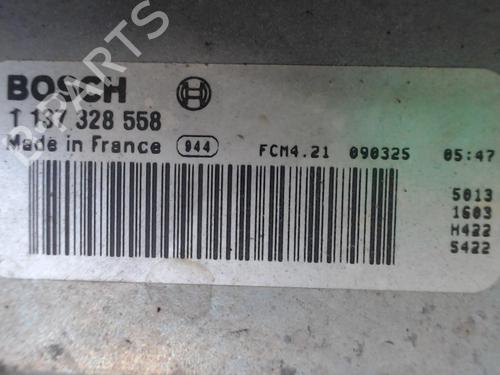 B-PARTS
BOSCH
1 137 328 558
Made in France 944 FCM4.21 090325 05:47
5013
1603
H422
5422